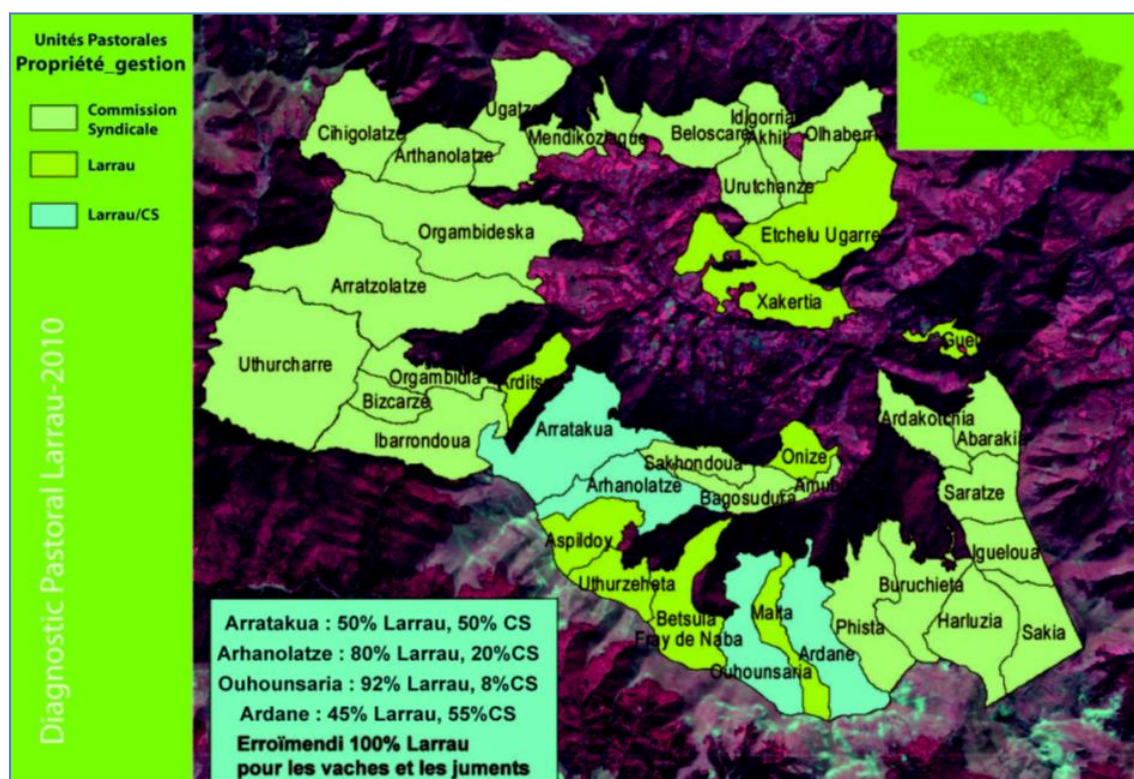 Unités Pastorales
Propriété_gestion
Commission
Syndicale
Larrau
Larrau/CS
Diagnostic Pastoral Larrau-2010
Cihigolatze
Arthanolatze
Ugatze
Mendikoziague
Beloscare
Idigorria
Akhit
Olhaberria
Urutchanze
Etchelu Ugarre
Xakertia
Orgambideska
Arratzolatze
Uthurcharre
Orgambidia
Bizcarze
Ibarrondoua
Ardits
Arratakua
Sakhondoua
Onize
Amub
Arhanolatze
Bagosudura
Guel
Ardakotchia
Abarakia
Saratze
Igueloua
Aspildoy
Uthurzeheta
Betsula
Fray de Naba
Malta
Ouhounsaria
Ardane
Phista
Buruchieta
Harluzia
Sakia
Arratakua : 50% Larrau, 50% CS
Arhanolatze : 80% Larrau, 20%CS
Ouhounsaria : 92% Larrau, 8%CS
Ardane : 45% Larrau, 55%CS
Erroïmendi 100% Larrau
pour les vaches et les juments